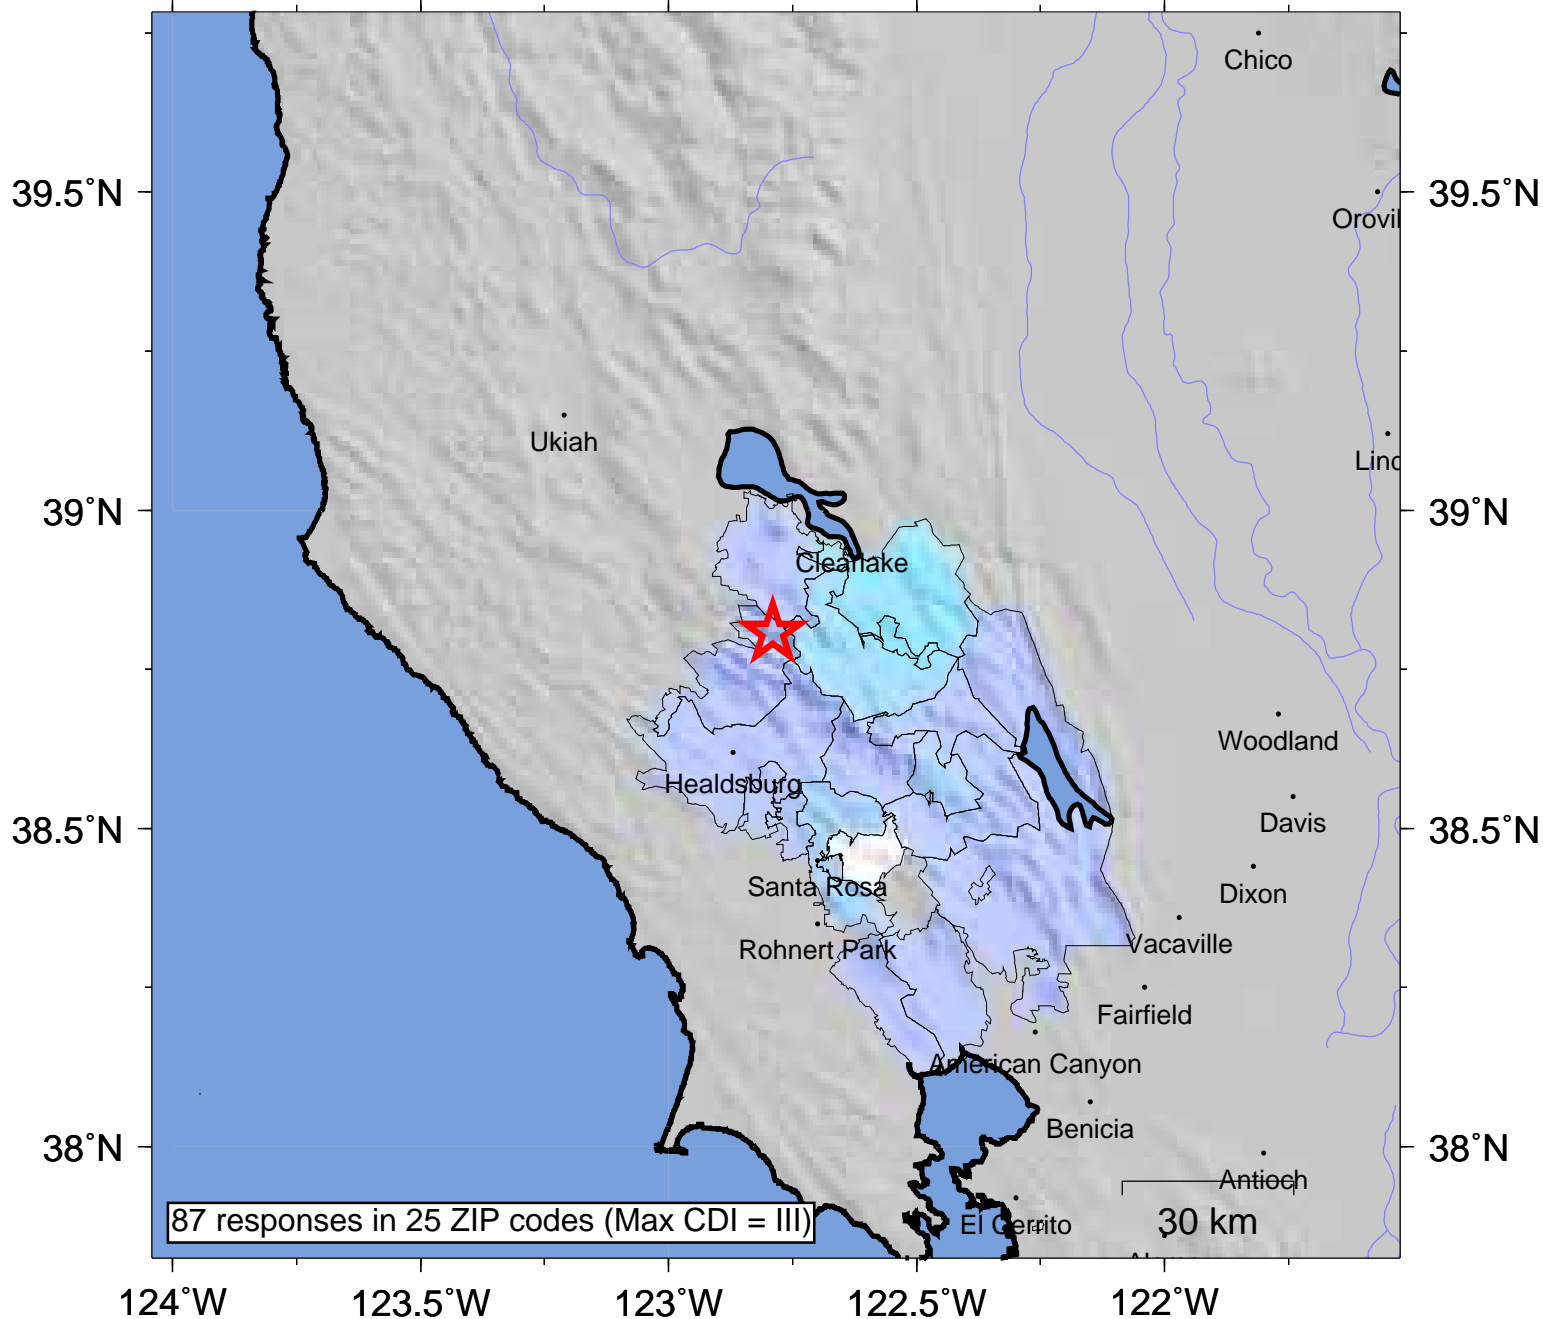 Chico
39.5°N
39.5°N
Orovil
Ukiah
Linc
39°N
39°N
Clearlake
Woodland
Healdsburg
38.5°N
Davis
38.5°N
Santa Rosa
Dixon
Rohnert Park
Vacaville
Fairfield
American Canyon
Benicia
38°N
38°N
Antioch
87 responses in 25 ZIP codes (Max CDI = III)
El Cerrito
30 km
124°W
123.5°W
123°W
122.5°W
122°W